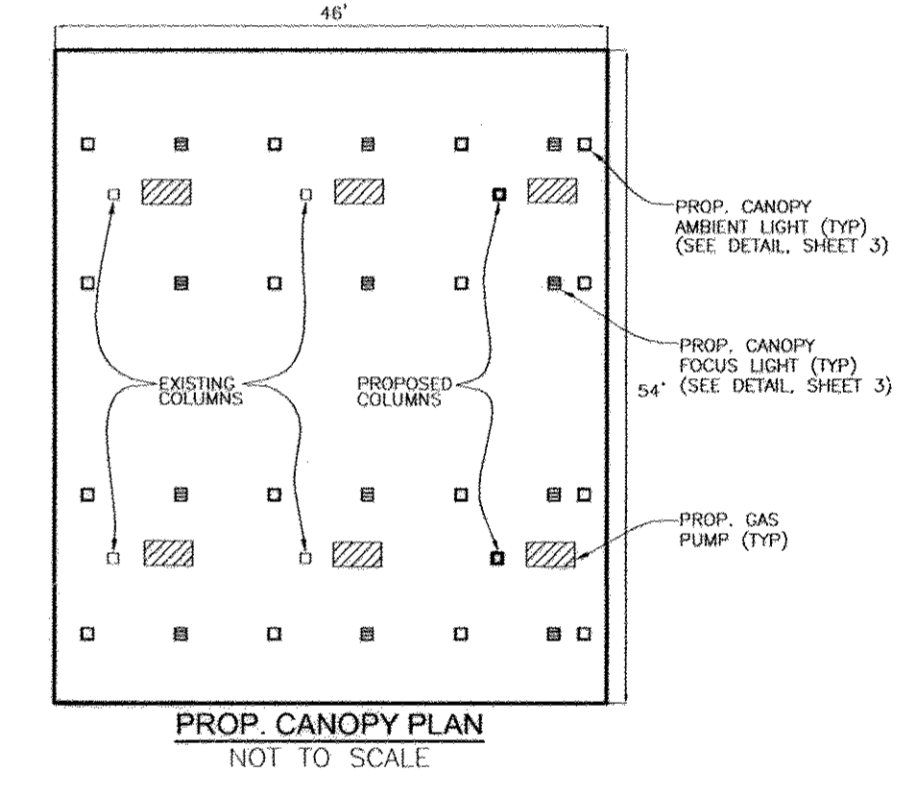 46'
PROP. CANOPY
AMBIENT LIGHT (TYP)
(SEE DETAIL, SHEET 3)
PROP. CANOPY
FOCUS LIGHT (TYP)
(SEE DETAIL, SHEET 3)
54'
EXISTING
COLUMNS
PROPOSED
COLUMNS
PROP. GAS
PUMP (TYP)
PROP. CANOPY PLAN
NOT TO SCALE